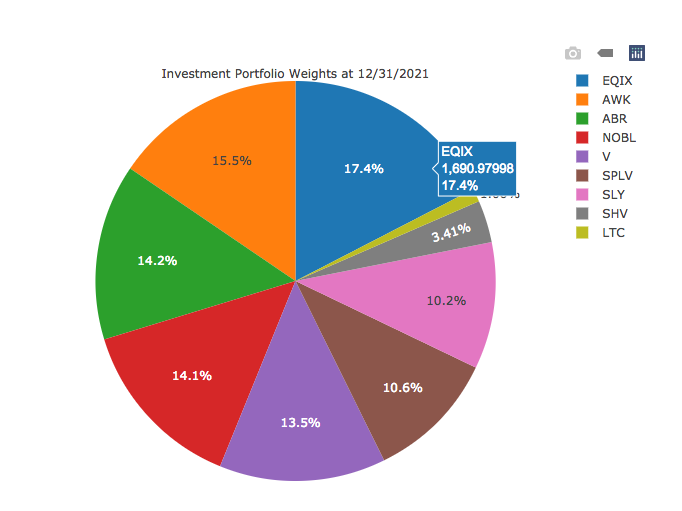 Investment Portfolio Weights at 12/31/2021
EQIX
AWK
ABR
NOBL
V
SPLV
SLY
SHV
LTC
EQIX
1,690.97998
17.4%
17.4%
15.5%
14.2%
14.1%
13.5%
10.6%
10.2%
3.41%